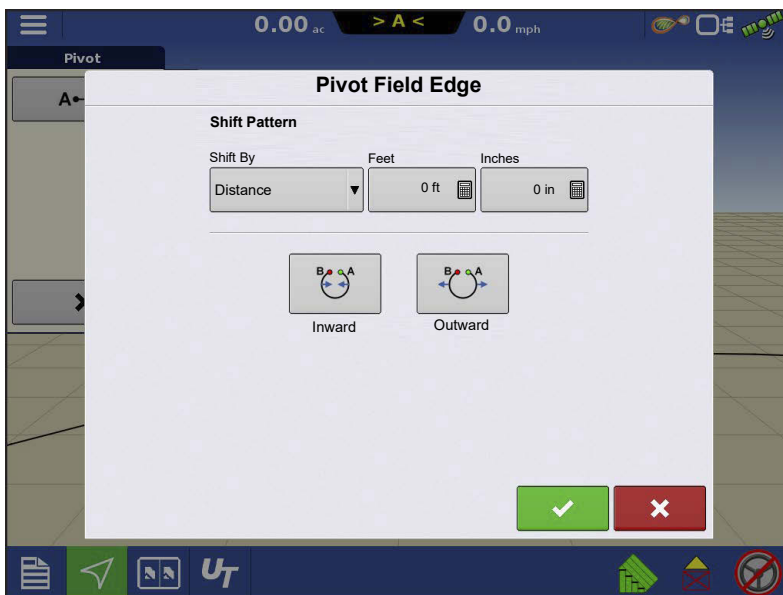 0.00 ac > A < 0.0 mph
Pivot
A
Pivot Field Edge
Shift Pattern
Shift By Feet Inches
Distance 0 ft 0 in
B A B A
Inward Outward
UT